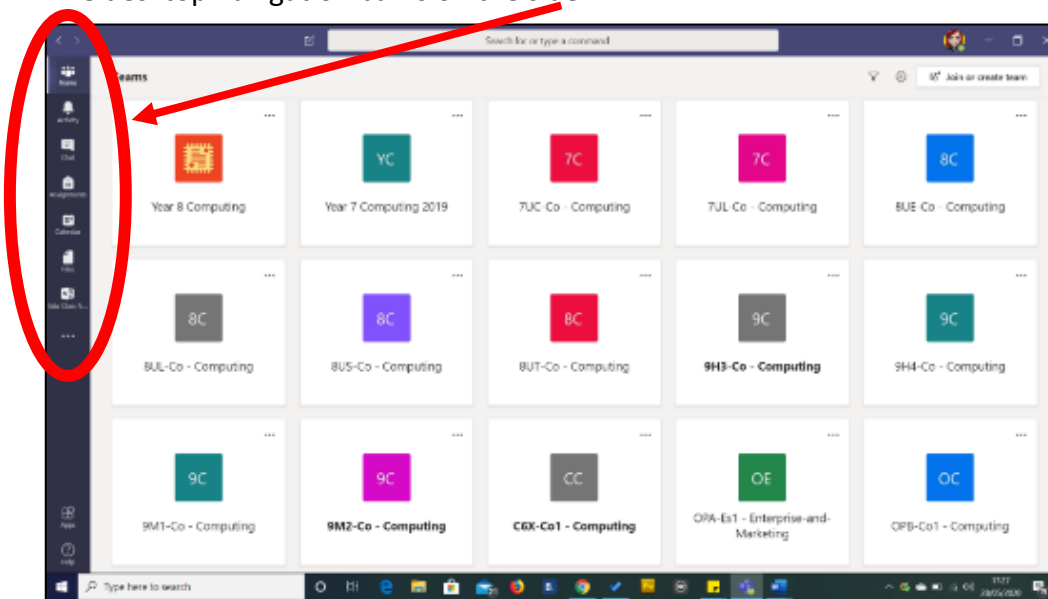 Search for or type a command
Teams
Teams
Join or create team
Activity
Chat
Assignments
Calendar
Files
Year 8 Computing
YC
Year 7 Computing 2019
7C
7UC-Co - Computing
7C
7UL-Co - Computing
8C
8UE-Co - Computing
8C
8UL-Co - Computing
8C
8US-Co - Computing
8C
8UT-Co - Computing
9C
9H3-Co - Computing
9C
9H4-Co - Computing
9C
9M1-Co - Computing
9C
9M2-Co - Computing
CC
CGX-Co1 - Computing
OE
OPA-Es1 - Enterprise-and-
Marketing
OC
OPB-Co1 - Computing
Apps
Help
Type here to search